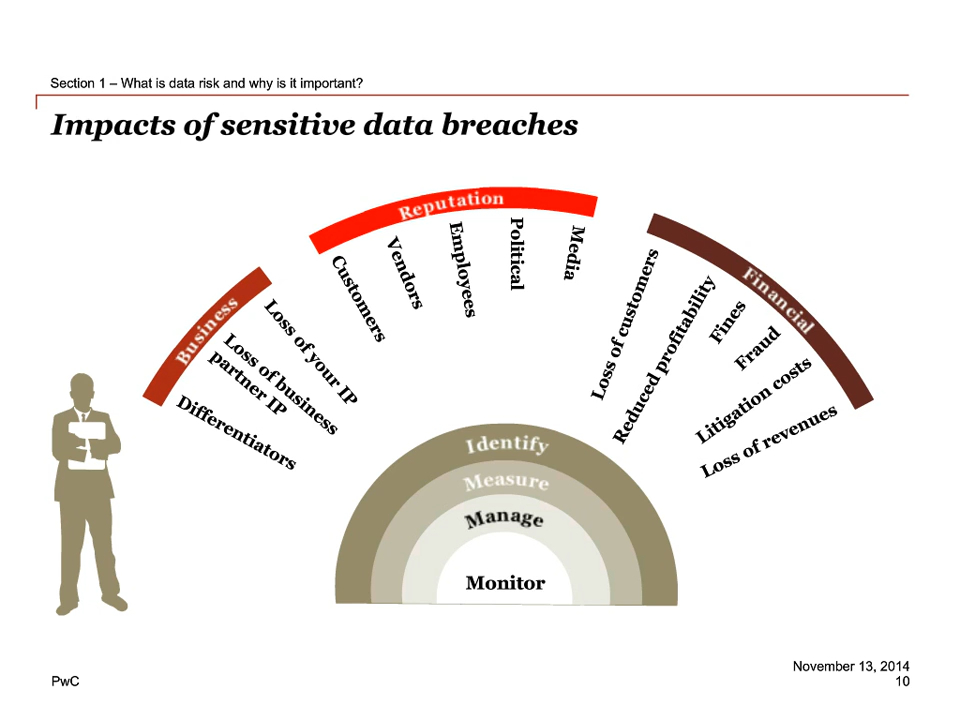 Section 1 – What is data risk and why is it important?
Impacts of sensitive data breaches
Business
Differentiators
Loss of business
partner IP
Loss of your IP
Reputation
Customers
Vendors
Employees
Political
Media
Financial
Loss of customers
Reduced profitability
Fines
Fraud
Litigation costs
Loss of revenues
Identify
Measure
Manage
Monitor
November 13, 2014
PwC
10